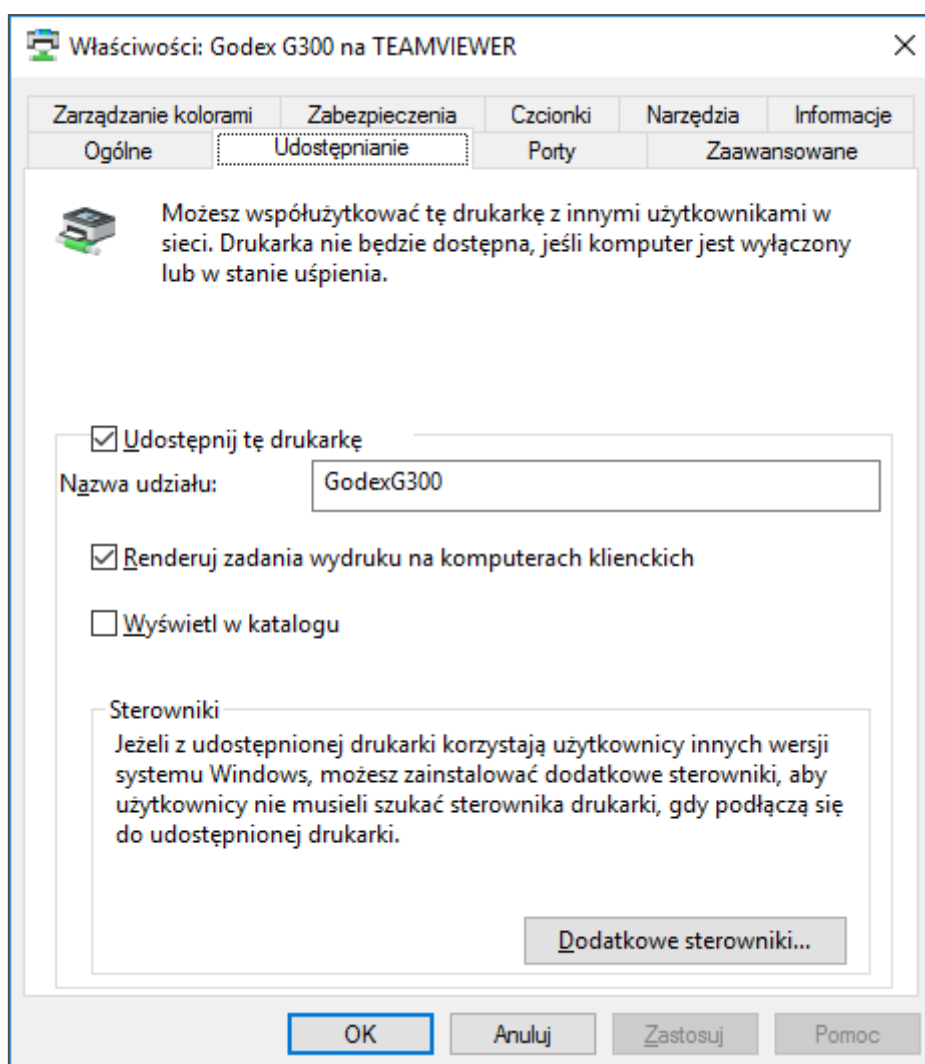 Właściwości: Godex G300 na TEAMVIEWER
Zarządzanie kolorami Zabezpieczenia Czcionki Narzędzia Informacje
Ogólne Udostępnianie Porty Zaawansowane
Możesz współużytkować tę drukarkę z innymi użytkownikami w
sieci. Drukarka nie będzie dostępna, jeśli komputer jest wyłączony
lub w stanie uśpienia.
Udostępnij tę drukarkę
Nazwa udziału: GodexG300
Renderuj zadania wydruku na komputerach klienckich
Wyświetl w katalogu
Sterowniki
Jeżeli z udostępnionej drukarki korzystają użytkownicy innych wersji
systemu Windows, możesz zainstalować dodatkowe sterowniki, aby
użytkownicy nie musieli szukać sterownika drukarki, gdy podłączą się
do udostępnionej drukarki.
Dodatkowe sterowniki...
OK Anuluj Zastosuj Pomoc